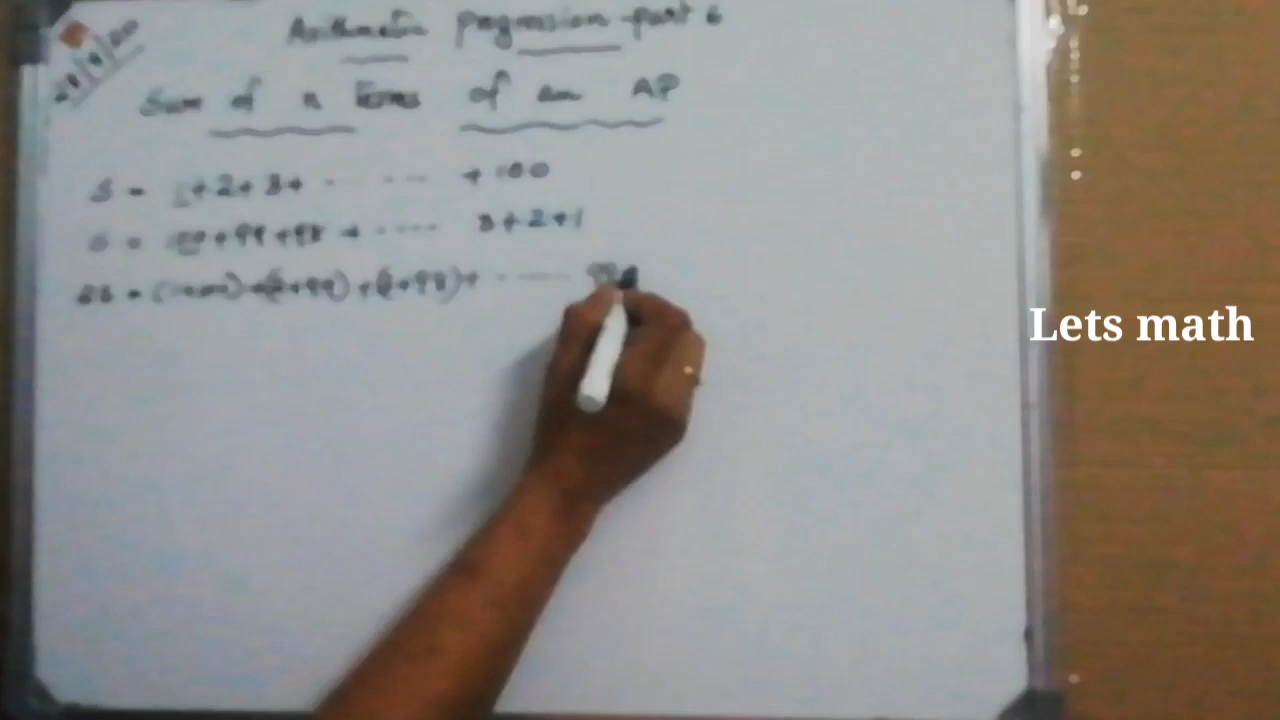 Arithmetic Progression part 6
Sum of n Terms of an AP
S = 1+2+3+ ---- + 100
S = 100+99+98 + ---- 3+2+1
2S = (1+100)+(2+99)+(3+98)+ ----
Lets math